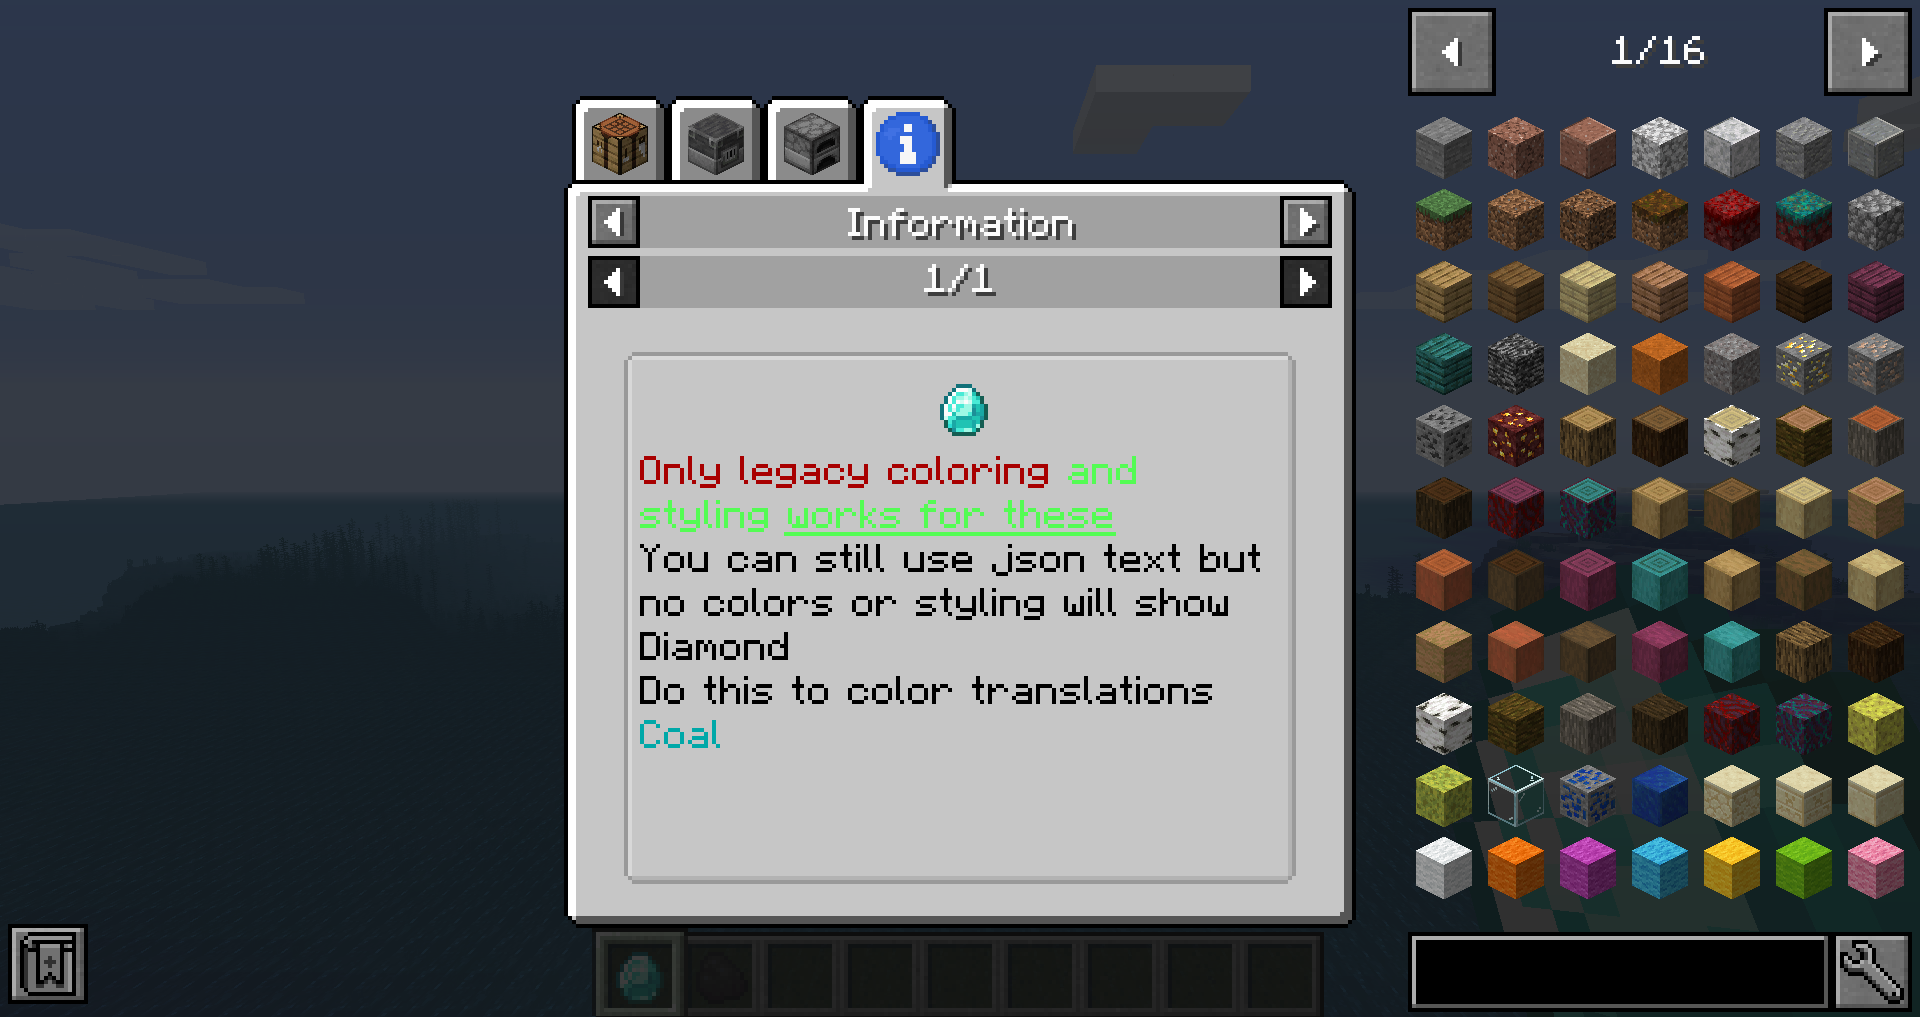 1/16
Information
1/1
Only legacy coloring and
styling works for these
You can still use json text but
no colors or styling will show
Diamond
Do this to color translations
Coal